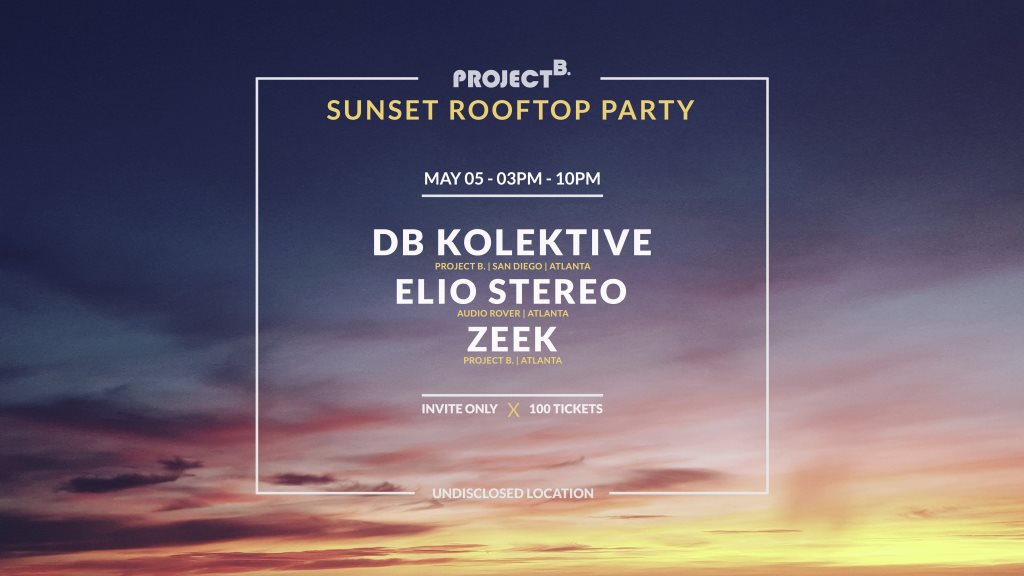 PROJECT B.
SUNSET ROOFTOP PARTY
MAY 05 - 03PM - 10PM
DB KOLEKTIVE
PROJECT B. | SAN DIEGO | ATLANTA
ELIO STEREO
AUDIO ROVER | ATLANTA
ZEEK
PROJECT B. | ATLANTA
INVITE ONLY X 100 TICKETS
UNDISCLOSED LOCATION